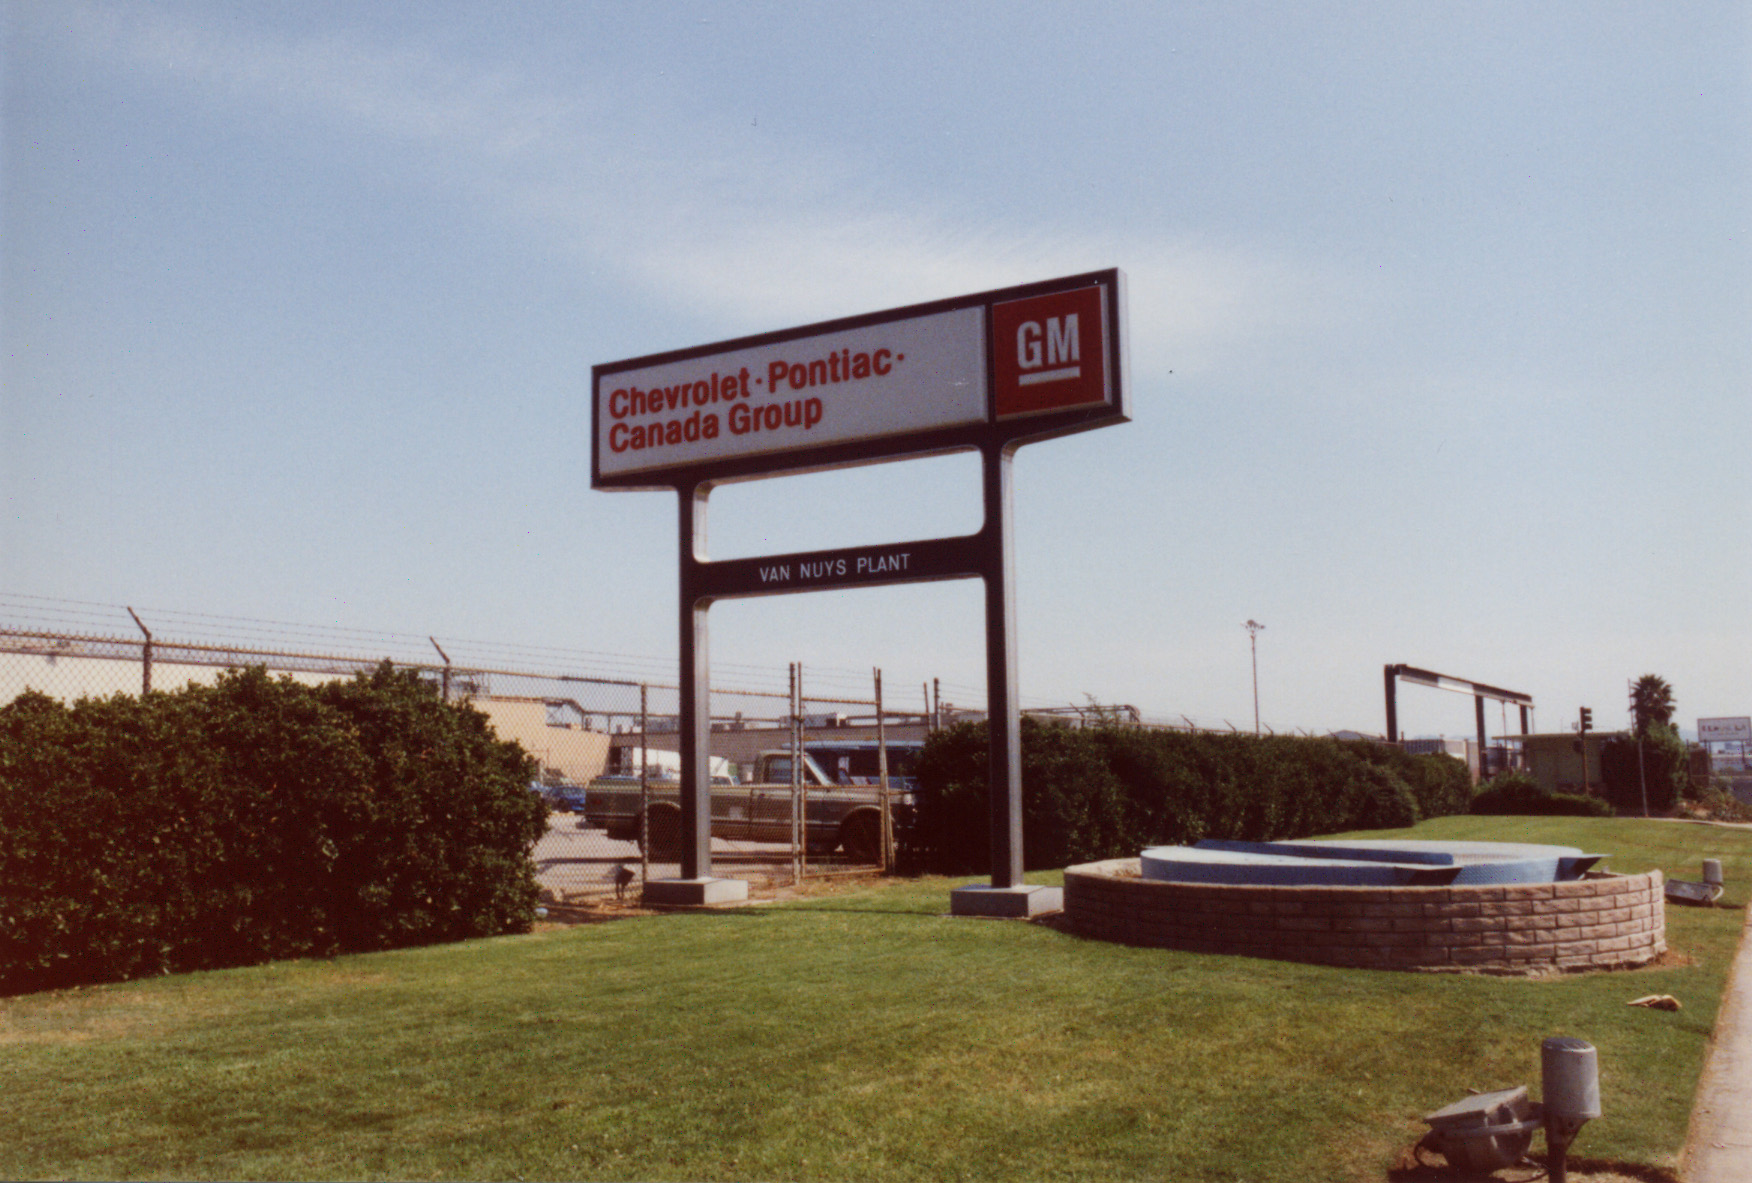 Chevrolet · Pontiac ·
Canada Group
GM
VAN NUYS PLANT